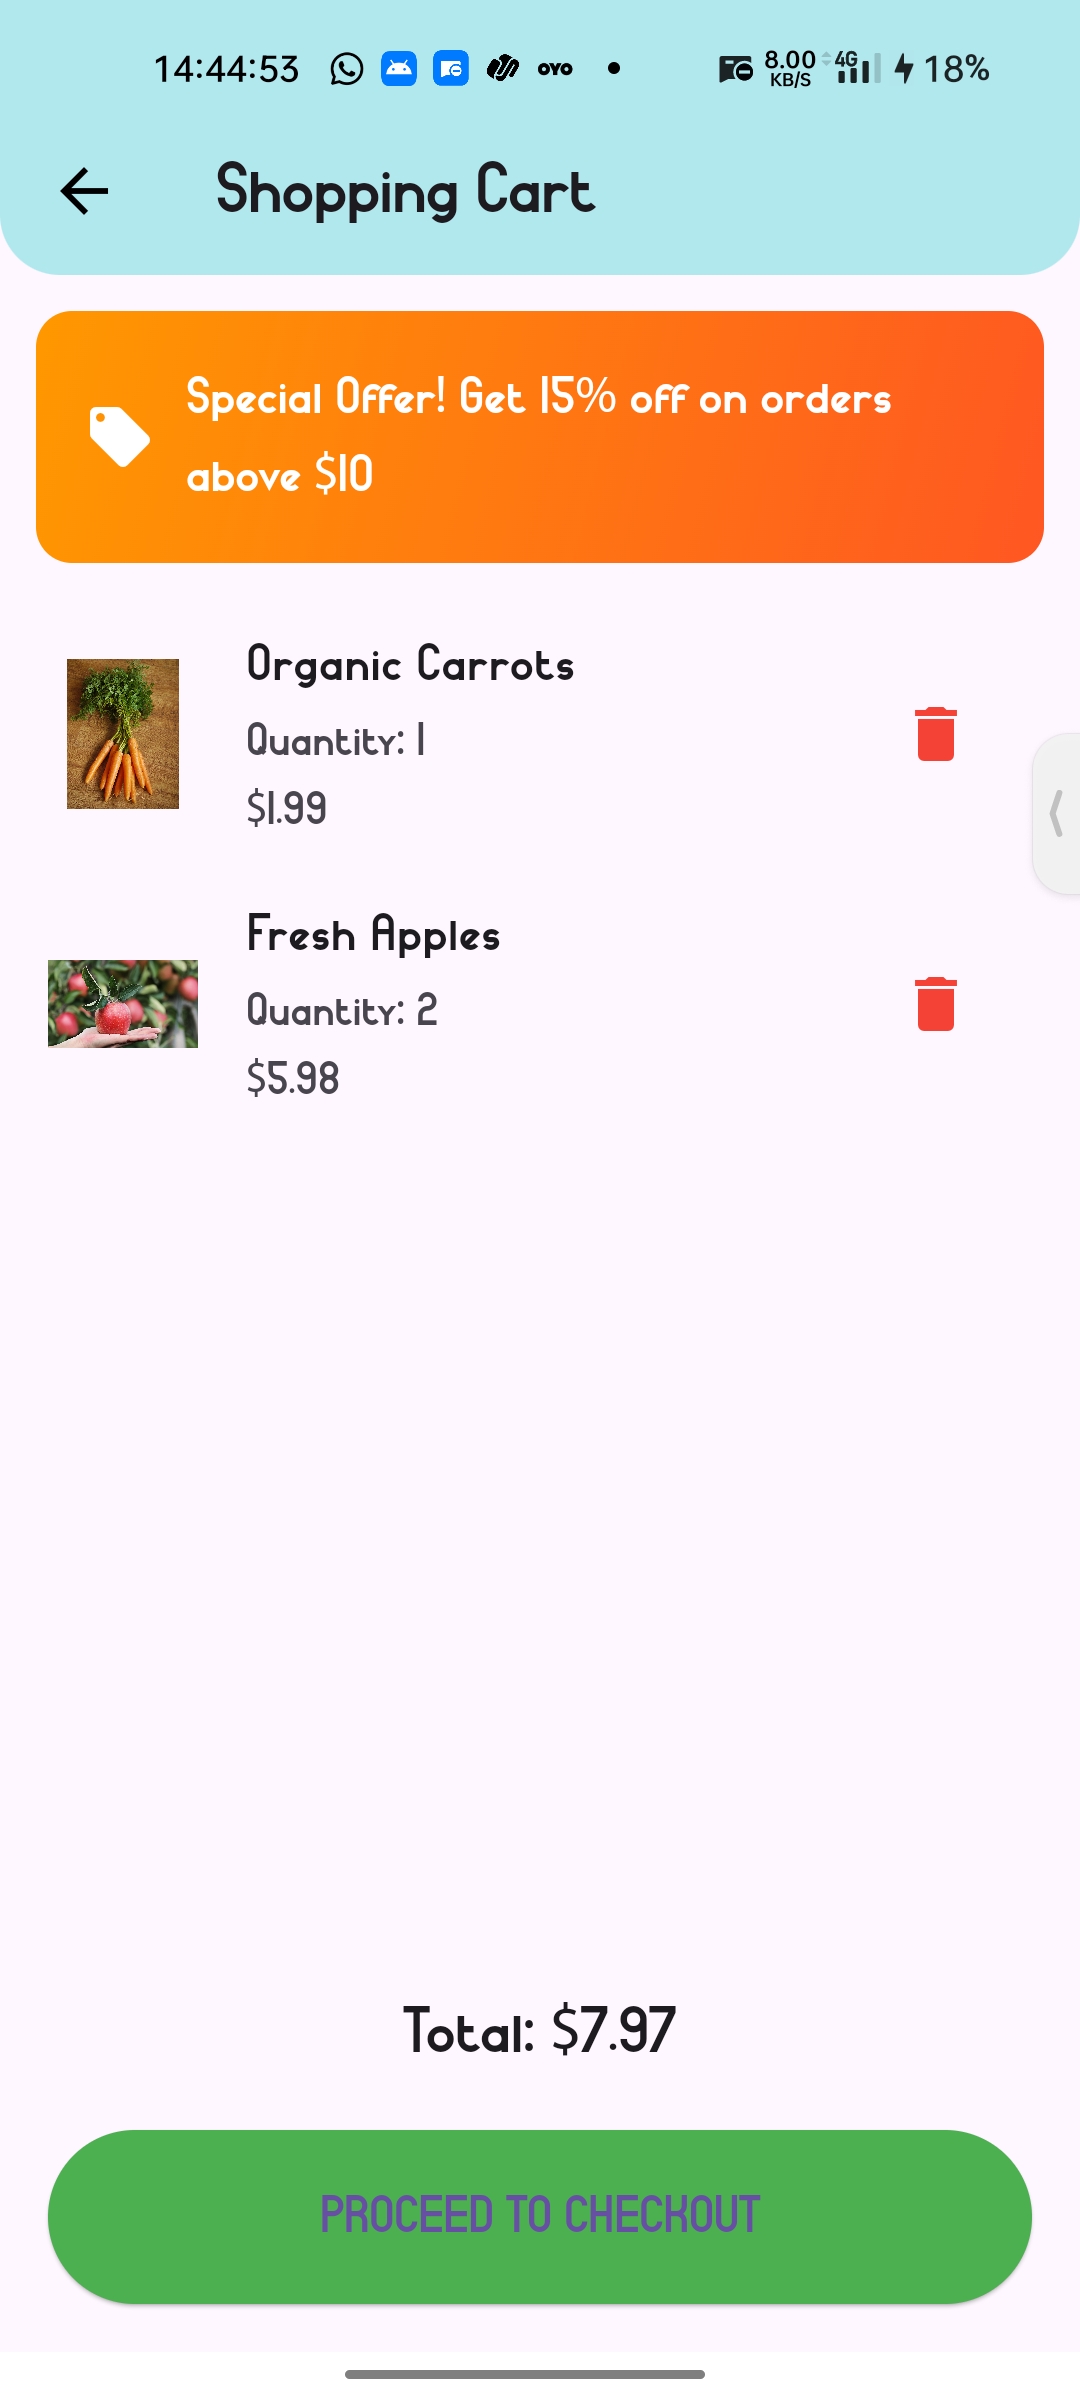 14:44:53 OYO 8.00 KB/S 4G 18%
Shopping Cart
Special Offer! Get 15% off on orders
above $10
Organic Carrots
Quantity: 1
$1.99
Fresh Apples
Quantity: 2
$5.98
Total: $7.97
PROCEED TO CHECKOUT